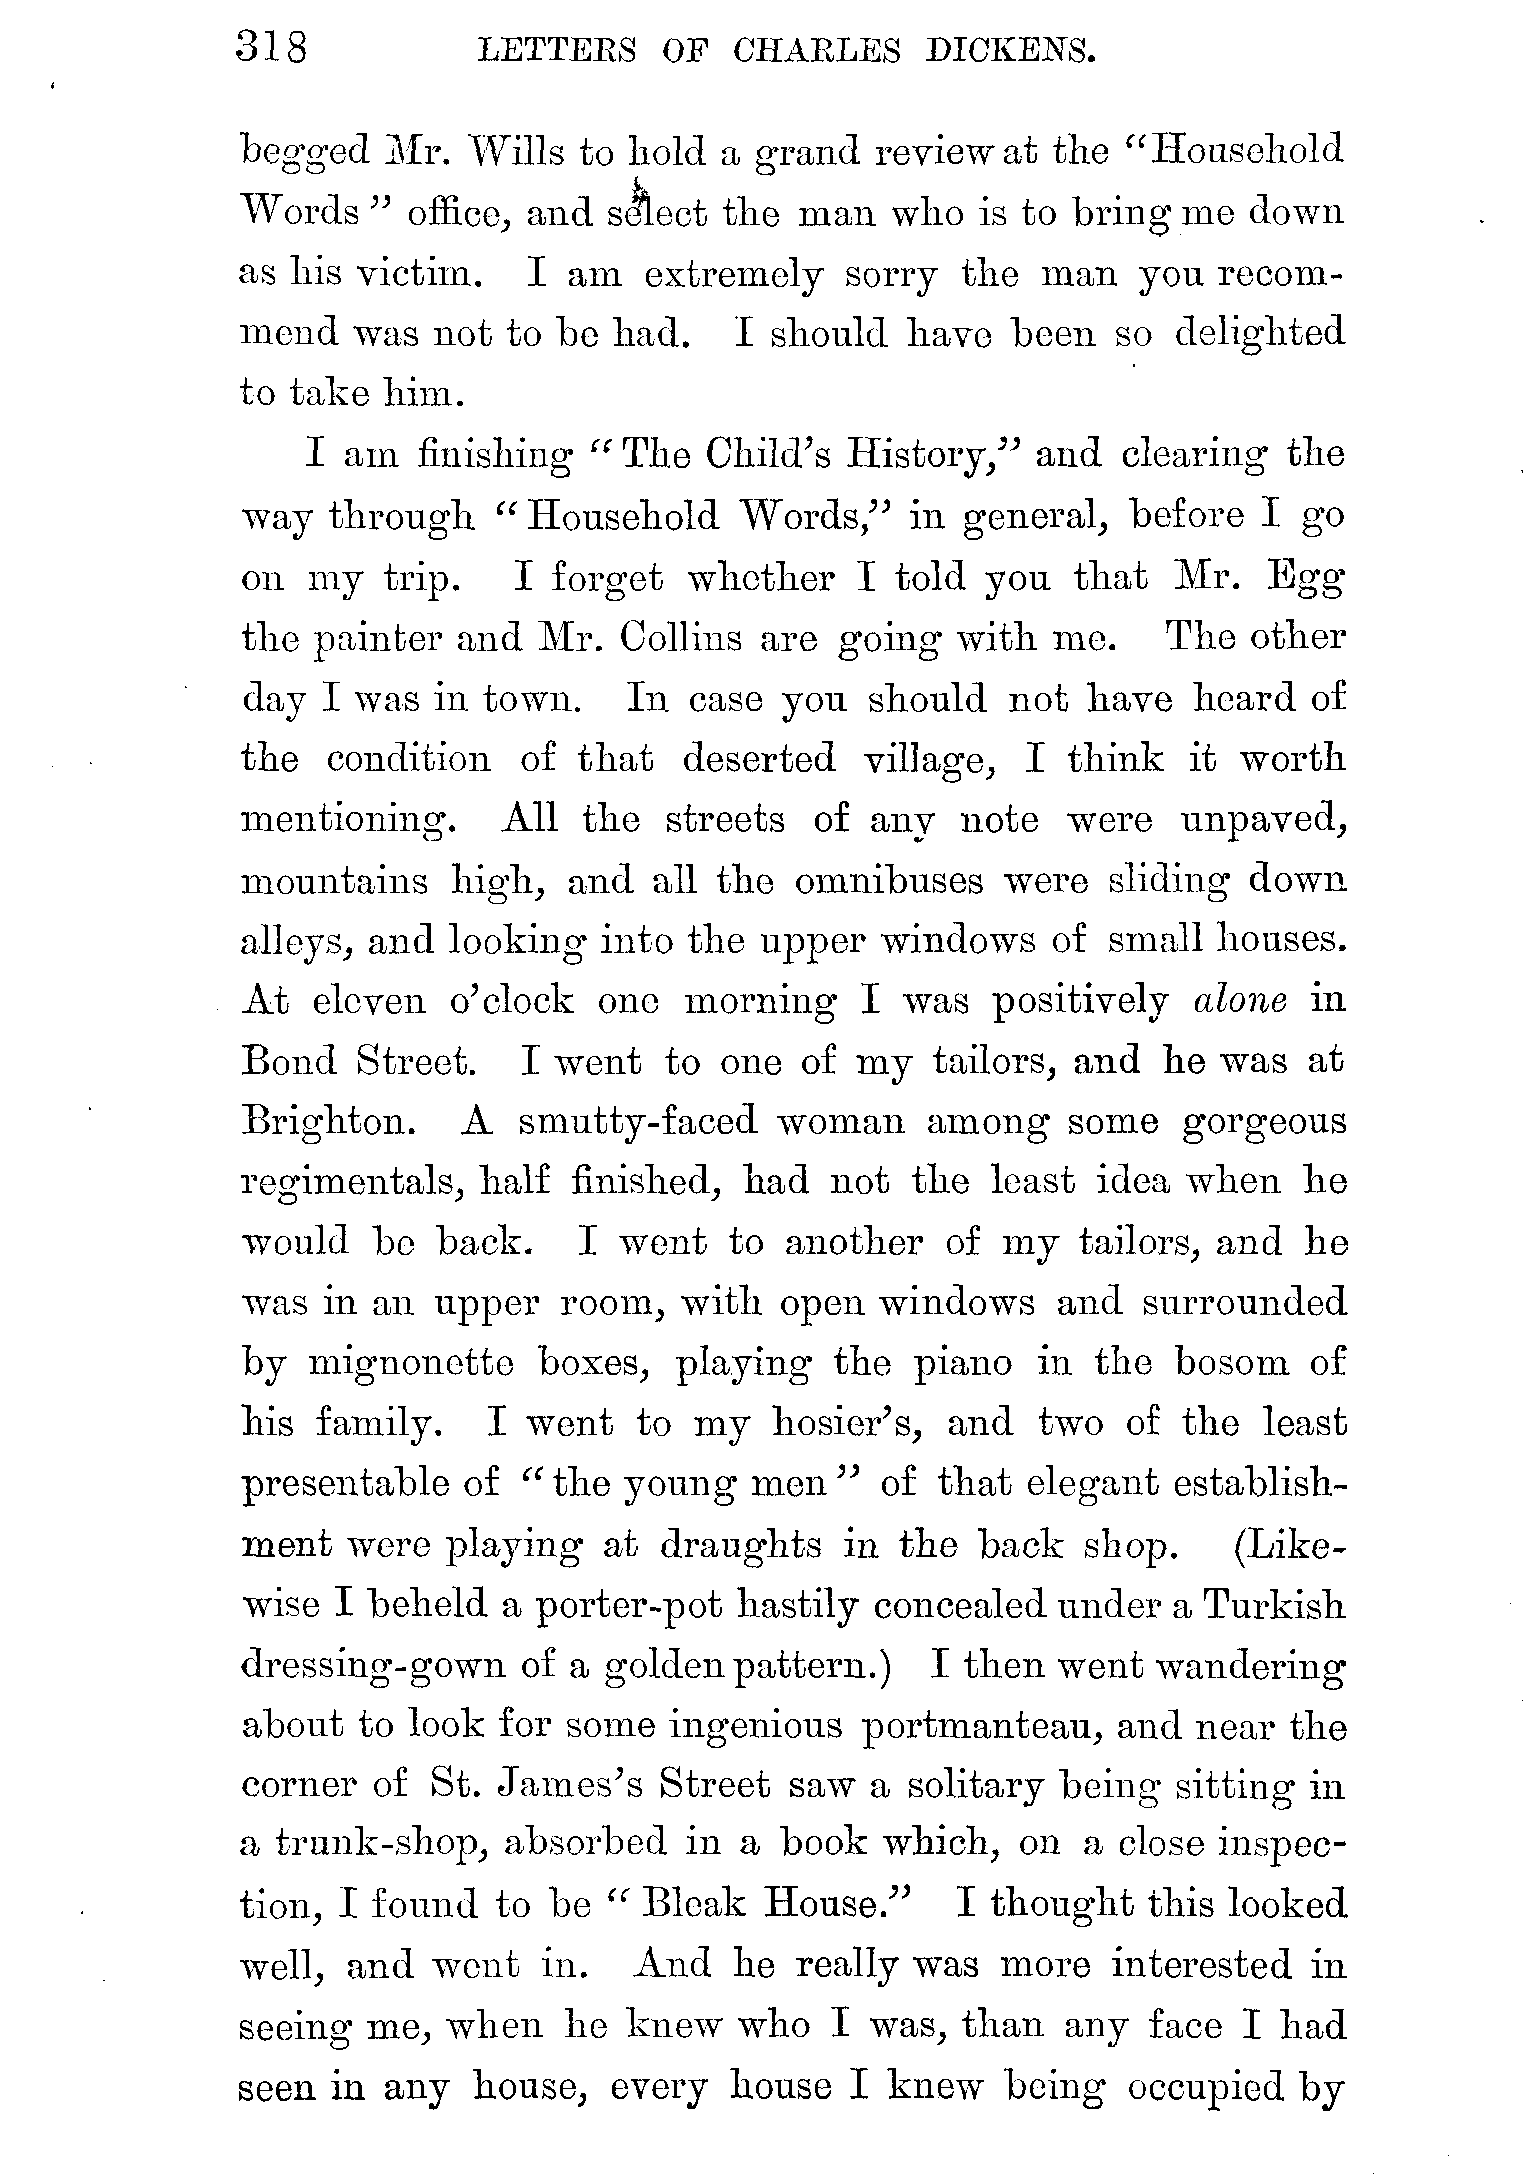 318 LETTERS OF CHARLES DICKENS.
begged Mr. Wills to hold a grand review at the “Household
Words” office, and select the man who is to bring me down
as his victim. I am extremely sorry the man you recom-
mend was not to be had. I should have been so delighted
to take him.
I am finishing “The Child’s History,” and clearing the
way through “Household Words,” in general, before I go
on my trip. I forget whether I told you that Mr. Egg
the painter and Mr. Collins are going with me. The other
day I was in town. In case you should not have heard of
the condition of that deserted village, I think it worth
mentioning. All the streets of any note were unpaved,
mountains high, and all the omnibuses were sliding down
alleys, and looking into the upper windows of small houses.
At eleven o’clock one morning I was positively alone in
Bond Street. I went to one of my tailors, and he was at
Brighton. A smutty-faced woman among some gorgeous
regimentals, half finished, had not the least idea when he
would be back. I went to another of my tailors, and he
was in an upper room, with open windows and surrounded
by mignonette boxes, playing the piano in the bosom of
his family. I went to my hosier’s, and two of the least
presentable of “the young men” of that elegant establish-
ment were playing at draughts in the back shop. (Like-
wise I beheld a porter-pot hastily concealed under a Turkish
dressing-gown of a golden pattern.) I then went wandering
about to look for some ingenious portmanteau, and near the
corner of St. James’s Street saw a solitary being sitting in
a trunk-shop, absorbed in a book which, on a close inspec-
tion, I found to be “Bleak House.” I thought this looked
well, and went in. And he really was more interested in
seeing me, when he knew who I was, than any face I had
seen in any house, every house I knew being occupied by